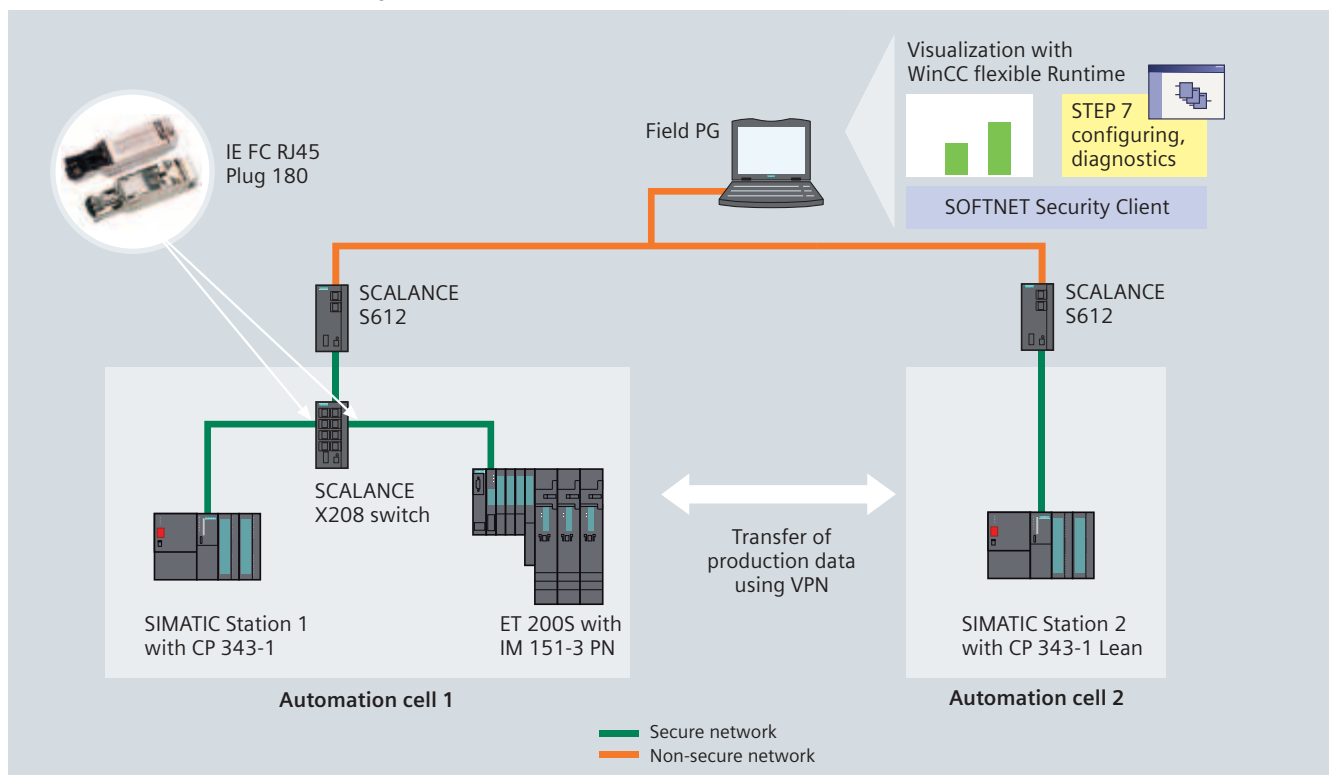 IE FC RJ45
Plug 180
Field PG
Visualization with
WinCC flexible Runtime
STEP 7
configuring,
diagnostics
SOFTNET Security Client
SCALANCE
S612
SCALANCE
S612
SCALANCE
X208 switch
SIMATIC Station 1
with CP 343-1
ET 200S with
IM 151-3 PN
Transfer of
production data
using VPN
SIMATIC Station 2
with CP 343-1 Lean
Automation cell 1
Automation cell 2
Secure network
Non-secure network